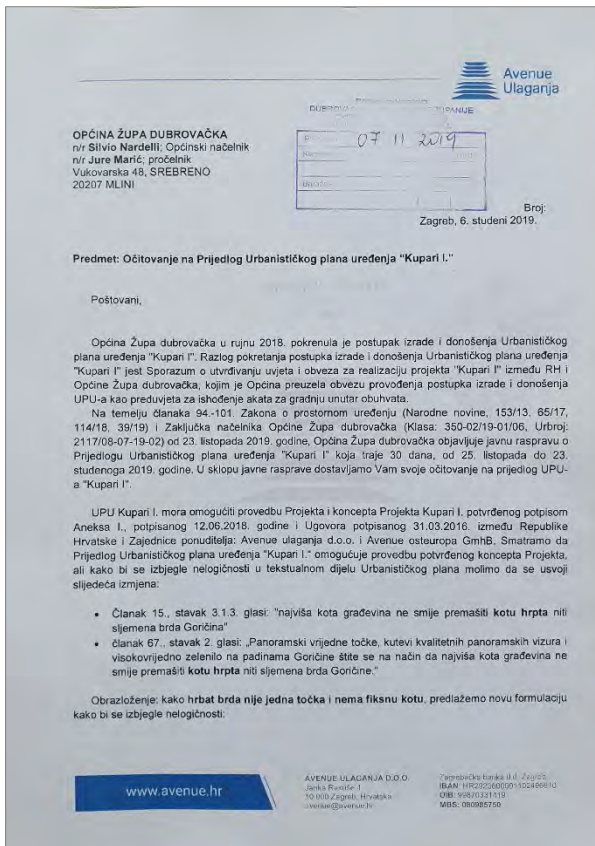 Avenue
Ulaganja
07 11 2019
OPĆINA ŽUPA DUBROVAČKA
n/r Silvio Nardelli; Općinski načelnik
n/r Jure Marić; pročelnik
Vukovarska 48, SREBRENO
20207 MLINI
Broj:
Zagreb, 6. studeni 2019.
Predmet: Očitovanje na Prijedlog Urbanističkog plana uređenja "Kupari I."
Poštovani,
Općina Župa dubrovačka u rujnu 2018. pokrenula je postupak izrade i donošenja Urbanističkog
plana uređenja "Kupari I". Razlog pokretanja postupka izrade i donošenja Urbanističkog plana uređenja
"Kupari I" jest Sporazum o utvrđivanju uvjeta i obveza za realizaciju projekta "Kupari I" između RH i
Općine Župa dubrovačka, kojim je Općina preuzela obvezu provođenja postupka izrade i donošenja
UPU-a kao preduvjeta za ishođenje akata za gradnju unutar obuhvata.
Na temelju članaka 94.-101. Zakona o prostornom uređenju (Narodne novine, 153/13, 65/17,
114/18, 39/19) i Zaključka načelnika Općine Župa dubrovačka (Klasa: 350-02/19-01/06, Urbroj:
2117/08-07-19-02) od 23. listopada 2019. godine, Općina Župa dubrovačka objavljuje javnu raspravu o
Prijedlogu Urbanističkog plana uređenja "Kupari I" koja traje 30 dana, od 25. listopada do 23.
studenoga 2019. godine. U sklopu javne rasprave dostavljamo Vam svoje očitovanje na prijedlog UPU-
a "Kupari I".
UPU Kupari I. mora omogućiti provedbu Projekta i koncepta Projekta Kupari I. potvrđenog potpisom
Aneksa I., potpisanog 12.06.2018. godine i Ugovora potpisanog 31.03.2016. između Republike
Hrvatske i Zajednice ponuditelja: Avenue ulaganja d.o.o. i Avenue osteuropa GmbH. Smatramo da
Prijedlog Urbanističkog plana uređenja "Kupari I." omogućuje provedbu potvrđenog koncepta Projekta,
ali kako bi se izbjegle nelogičnosti u tekstualnom dijelu Urbanističkog plana molimo da se usvoji
slijedeća izmjena:
• Članak 15., stavak 3.1.3. glasi: "najviša kota građevina ne smije premašiti kotu hrpta niti
sljemena brda Goričina"
• članak 67., stavak 2. glasi: „Panoramski vrijedne točke, kutevi kvalitetnih panoramskih vizura i
visokovrijedno zelenilo na padinama Goričine štite se na način da najviša kota građevina ne
smije premašiti kotu hrpta niti sljemena brda Goričine."
Obrazloženje: kako hrbat brda nije jedna točka i nema fiksnu kotu, predlažemo novu formulaciju
kako bi se izbjegle nelogičnosti:
www.avenue.hr
AVENUE ULAGANJA D.O.O.
10 000 Zagreb, Hrvatska
avenue@avenue.hr
Zagrebačka banka d.d. Zagreb